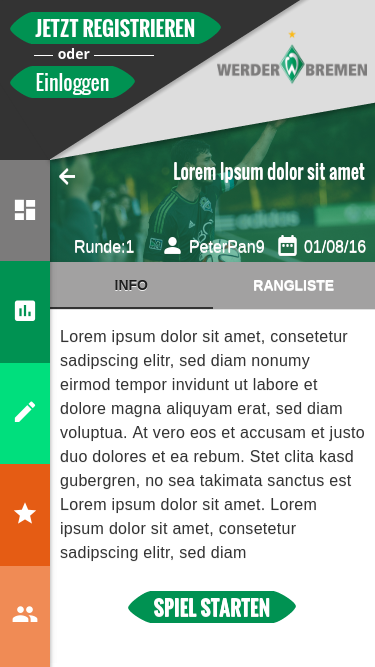 JETZT REGISTRIEREN
oder
Einloggen
WERDER BREMEN
Lorem Ipsum dolor sit amet
Runde:1 PeterPan9 01/08/16
INFO RANGLISTE
Lorem ipsum dolor sit amet, consetetur
sadipscing elitr, sed diam nonumy
eirmod tempor invidunt ut labore et
dolore magna aliquyam erat, sed diam
voluptua. At vero eos et accusam et justo
duo dolores et ea rebum. Stet clita kasd
gubergren, no sea takimata sanctus est
Lorem ipsum dolor sit amet. Lorem
ipsum dolor sit amet, consetetur
sadipscing elitr, sed diam
SPIEL STARTEN